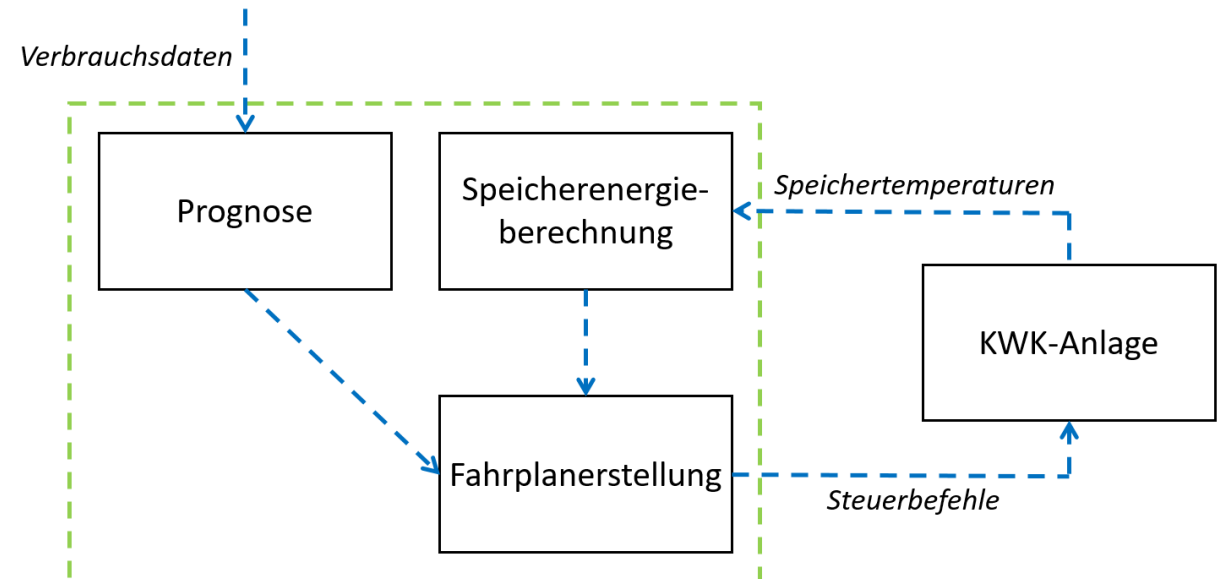 Verbrauchsdaten
Prognose
Speicherenergie-
berechnung
Speichertemperaturen
KWK-Anlage
Fahrplanerstellung
Steuerbefehle